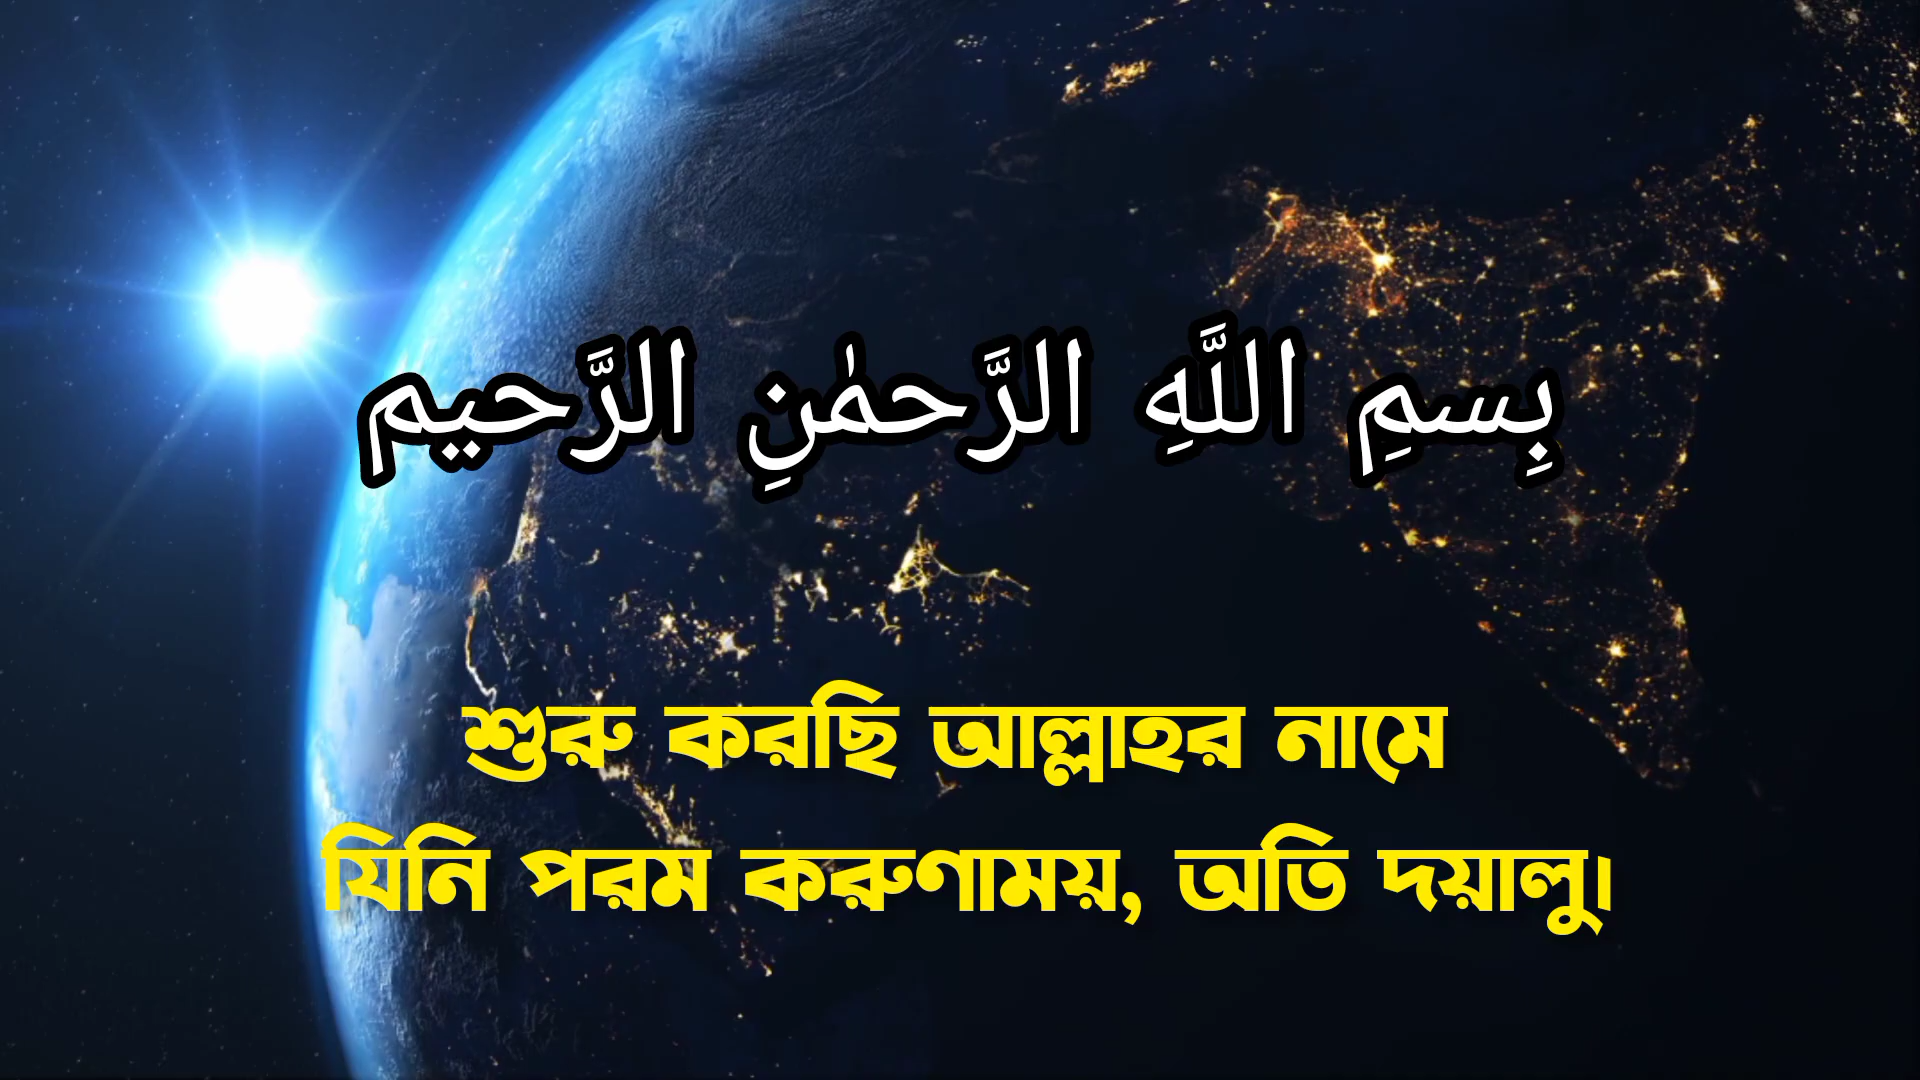 بِسمِ اللَّهِ الرَّحمٰنِ الرَّحيم
শুরু করছি আল্লাহর নামে
যিনি পরম করুণাময়, অতি দয়ালু।